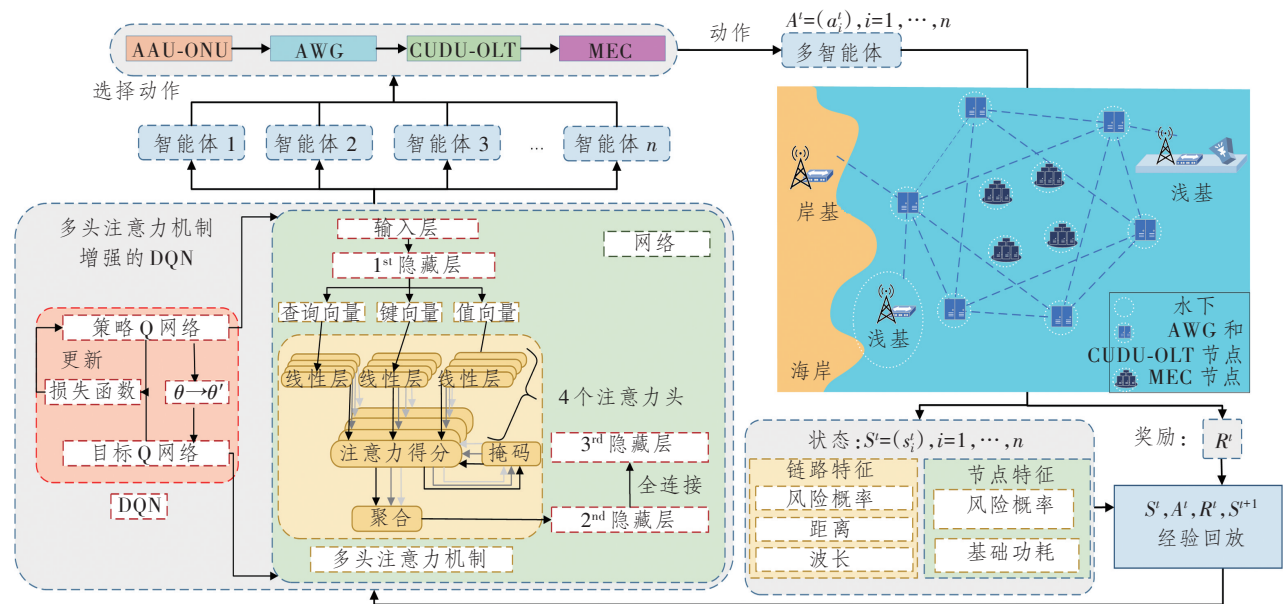 AAU-ONU
AWG
CUDU-OLT
MEC
选择动作
动作
Aᵗ=(aᵢᵗ),i=1,…,n
多智能体
智能体 1
智能体 2
智能体 3
...
智能体 n
多头注意力机制
增强的 DQN
策略 Q 网络
更新
损失函数
θ→θ'
目标 Q 网络
DQN
输入层
网络
1ˢᵗ 隐藏层
查询向量
键向量
值向量
线性层
线性层
线性层
4个注意力头
注意力得分
掩码
3ʳᵈ 隐藏层
全连接
聚合
2ⁿᵈ 隐藏层
多头注意力机制
岸基
浅基
浅基
海岸
水下
AWG 和
CUDU-OLT 节点
MEC 节点
状态:Sᵗ=(sᵢᵗ),i=1,…,n
奖励:
Rᵗ
链路特征
风险概率
距离
波长
节点特征
风险概率
基础功耗
Sᵗ,Aᵗ,Rᵗ,Sᵗ⁺¹
经验回放